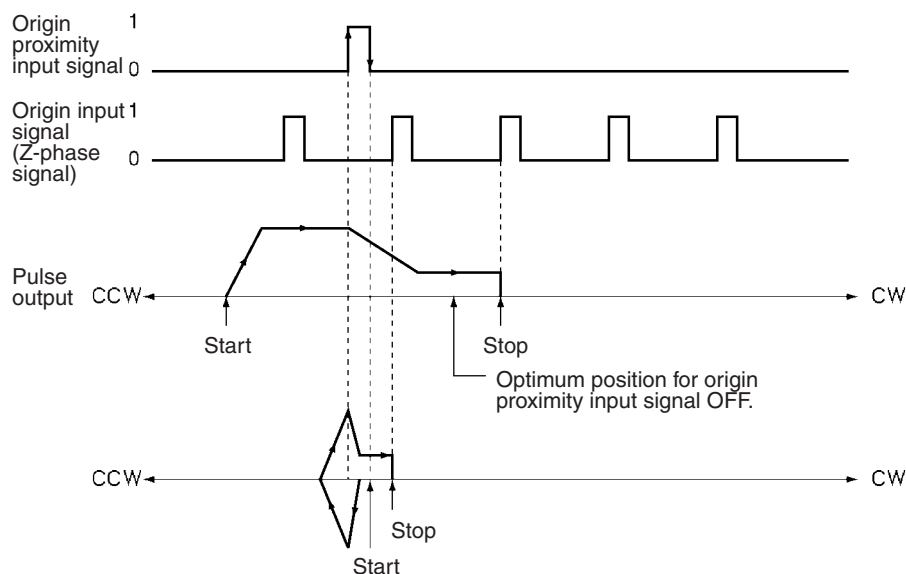 Origin
proximity
input signal
1
0
Origin input
signal
(Z-phase
signal)
1
0
Pulse
output
CCW
CW
Start
Stop
Optimum position for origin
proximity input signal OFF.
CCW
CW
Stop
Start